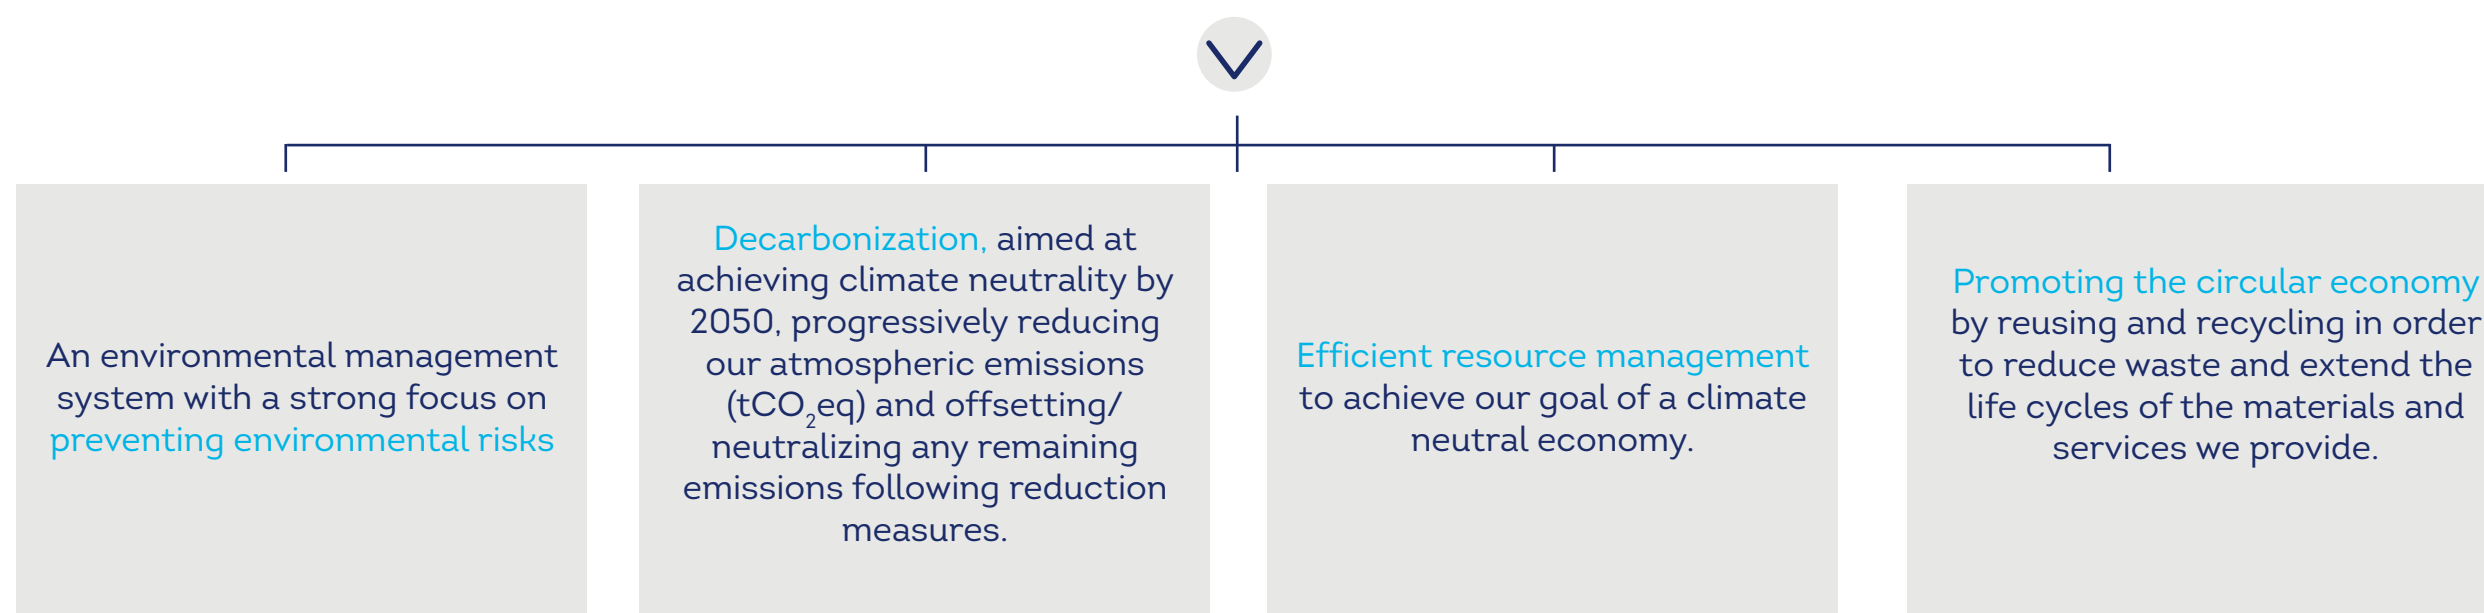 An environmental management
system with a strong focus on
preventing environmental risks
Decarbonization, aimed at
achieving climate neutrality by
2050, progressively reducing
our atmospheric emissions
(tCO₂eq) and offsetting/
neutralizing any remaining
emissions following reduction
measures.
Efficient resource management
to achieve our goal of a climate
neutral economy.
Promoting the circular economy
by reusing and recycling in order
to reduce waste and extend the
life cycles of the materials and
services we provide.